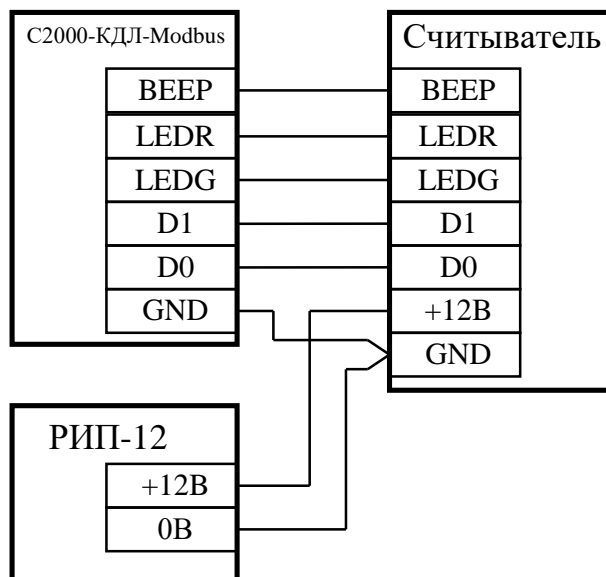 С2000-КДЛ-Modbus
BEEP
LEDR
LEDG
D1
D0
GND
Считыватель
BEEP
LEDR
LEDG
D1
D0
+12В
GND
РИП-12
+12В
0В